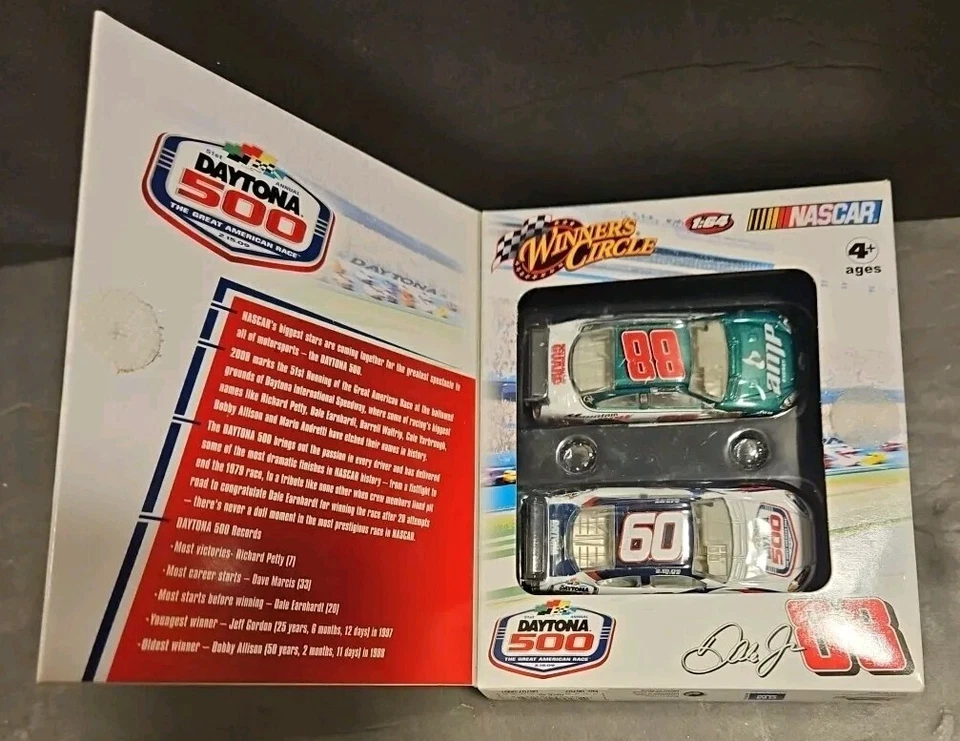 51st ANNUAL
DAYTONA
500
THE GREAT AMERICAN RACE
2.15.09
DAYTONA
NASCAR's biggest stars are coming together for the greatest spectacle in
all of motorsports – the DAYTONA 500.
2009 marks the 51st Running of the Great American Race at the hallowed
grounds of Daytona International Speedway, where some of racing's biggest
names like Richard Petty, Dale Earnhardt, Darrell Waltrip, Cale Yarborough,
Bobby Allison and Mario Andretti have etched their names in history.
The DAYTONA 500 brings out the passion in every driver and has delivered
some of the most dramatic finishes in NASCAR history – from a fistfight to
end the 1979 race, to a tribute like none other when crew members lined pit
road to congratulate Dale Earnhardt for winning the race after 20 attempts
– there's never a dull moment in the most prestigious race in NASCAR.
DAYTONA 500 Records
•Most victories- Richard Petty (7)
•Most career starts – Dave Marcis (33)
•Most starts before winning – Dale Earnhardt (20)
•Youngest winner – Jeff Gordon (25 years, 6 months, 12 days) in 1997
•Oldest winner – Bobby Allison (50 years, 2 months, 11 days) in 1988
WINNER'S
CIRCLE
1:64
NASCAR
4+
ages
88
GUARD
amp
Mountain
09
500
DAYTONA
DAYTONA
500
THE GREAT AMERICAN RACE
2.15.09
Dale Jr
88